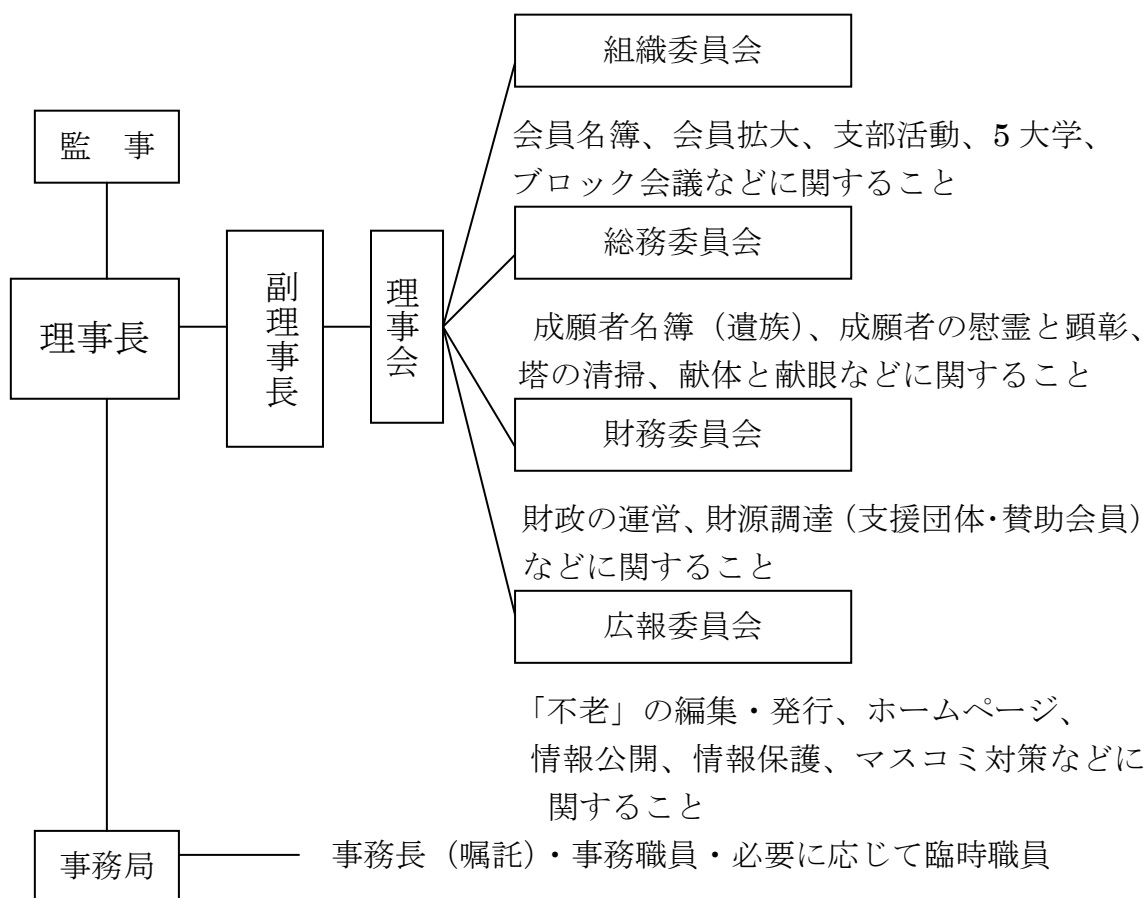 組織委員会
会員名簿、会員拡大、支部活動、5大学、
ブロック会議などに関すること
監 事
総務委員会
副理事長
理事会
理事長
成願者名簿（遺族）、成願者の慰霊と顕彰、
塔の清掃、献体と献眼などに関すること
財務委員会
財政の運営、財源調達（支援団体・賛助会員）
などに関すること
広報委員会
「不老」の編集・発行、ホームページ、
情報公開、情報保護、マスコミ対策などに
関すること
事務局
事務長（嘱託）・事務職員・必要に応じて臨時職員